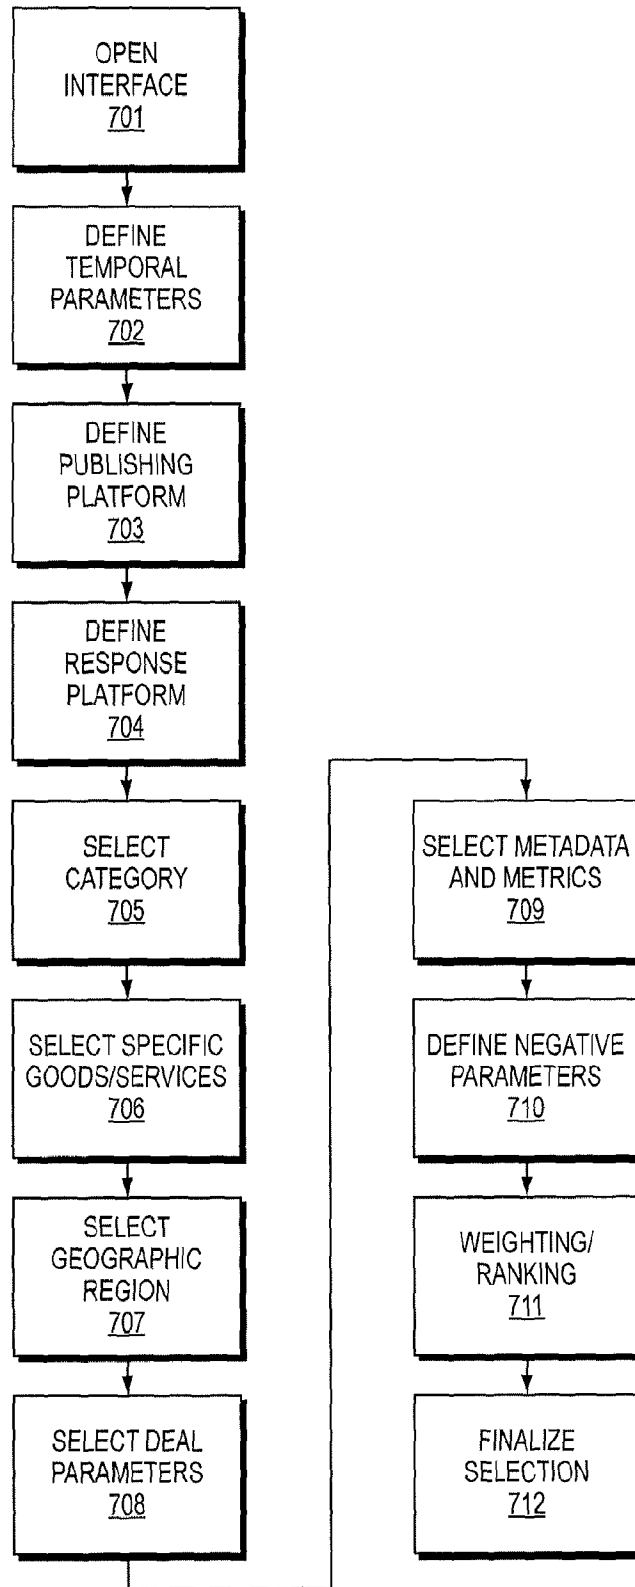 OPEN
INTERFACE
701
DEFINE
TEMPORAL
PARAMETERS
702
DEFINE
PUBLISHING
PLATFORM
703
DEFINE
RESPONSE
PLATFORM
704
SELECT
CATEGORY
705
SELECT SPECIFIC
GOODS/SERVICES
706
SELECT
GEOGRAPHIC
REGION
707
SELECT DEAL
PARAMETERS
708
SELECT METADATA
AND METRICS
709
DEFINE NEGATIVE
PARAMETERS
710
WEIGHTING/
RANKING
711
FINALIZE
SELECTION
712